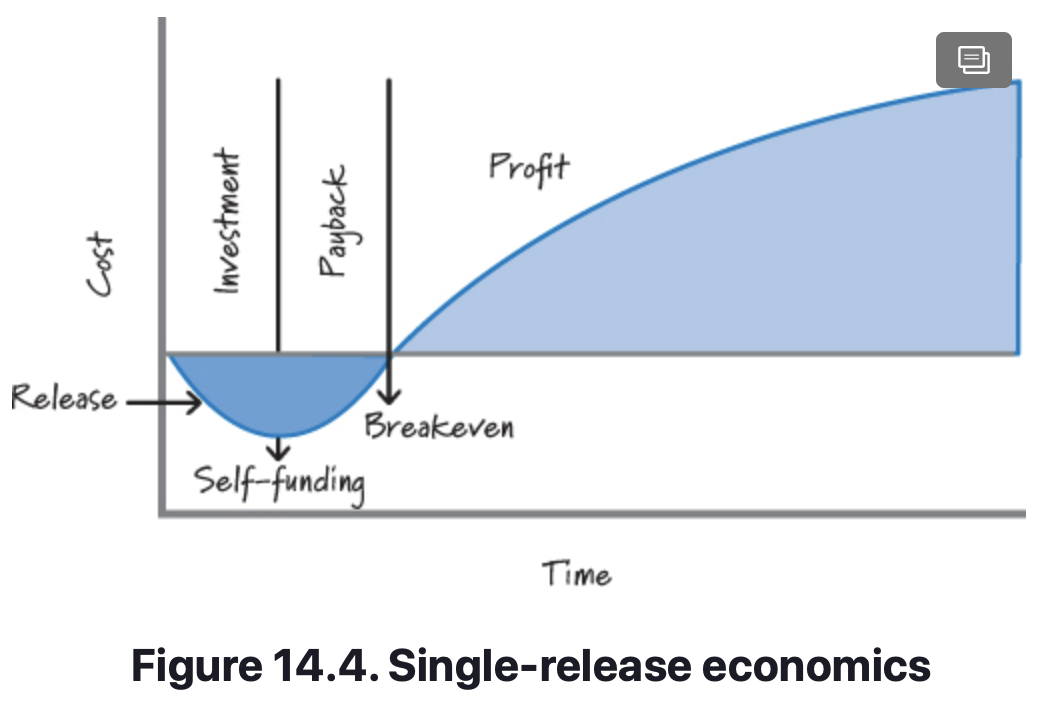 Investment
Payback
Profit
Cost
Release
Breakeven
Self-funding
Time
Figure 14.4. Single-release economics